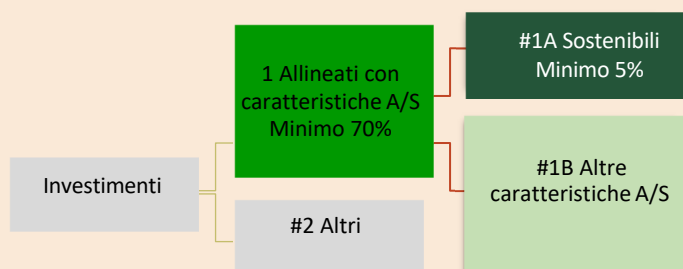 Investimenti
1 Allineati con
caratteristiche A/S
Minimo 70%
#2 Altri
#1A Sostenibili
Minimo 5%
#1B Altre
caratteristiche A/S